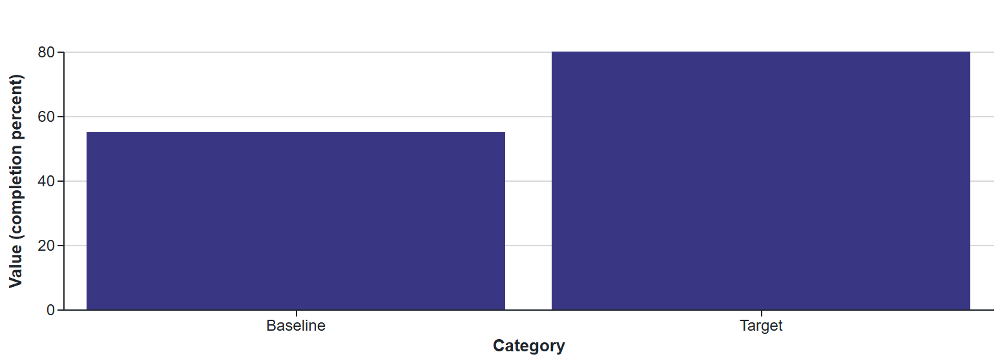 Value (completion percent)
80
60
40
20
0
Baseline
Target
Category